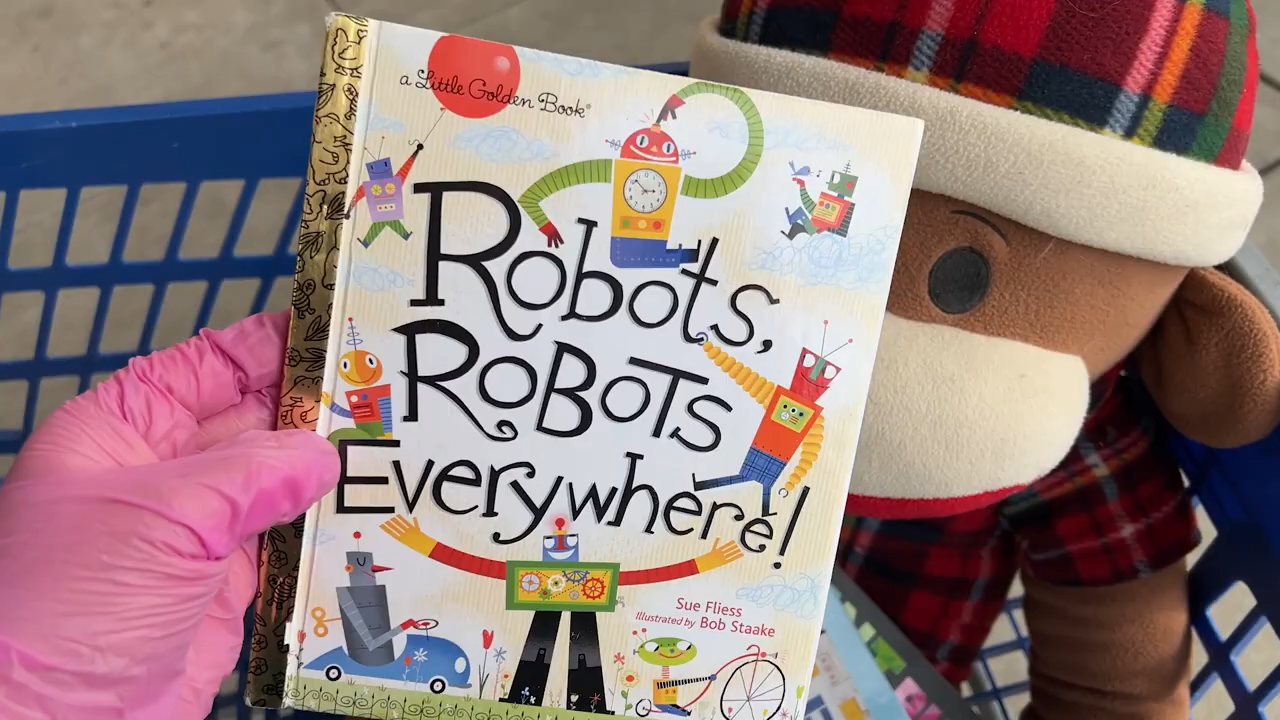 a Little Golden Book®
Robots,
RoBoTs
Everywhere!
Sue Fliess
Illustrated by Bob Staake